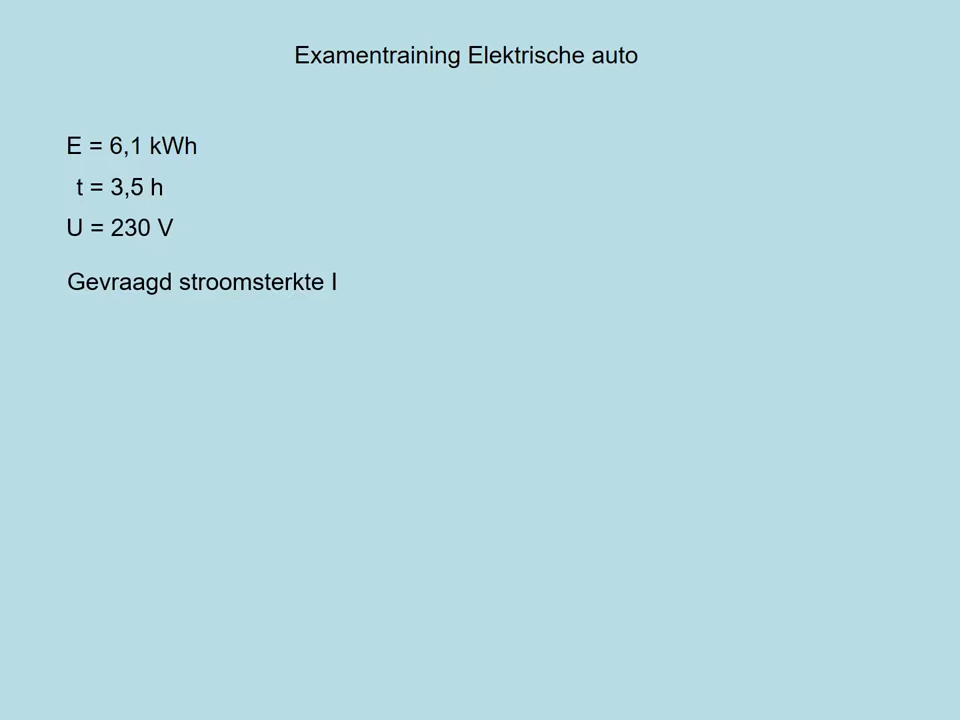 Examentraining Elektrische auto
E = 6,1 kWh
t = 3,5 h
U = 230 V
Gevraagd stroomsterkte I